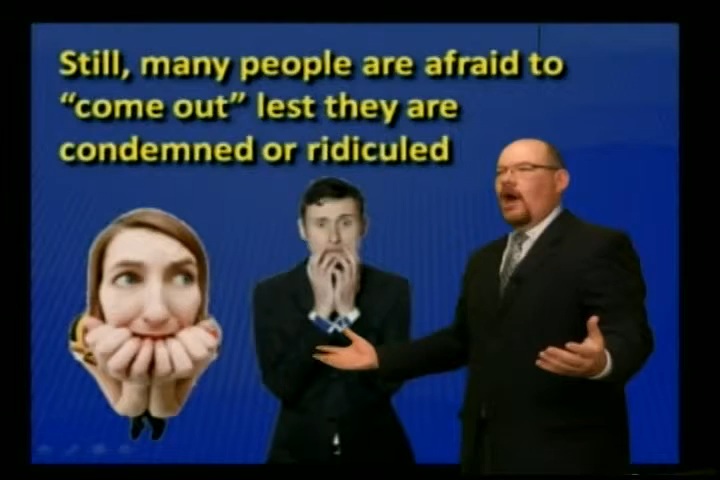 Still, many people are afraid to
“come out” lest they are
condemned or ridiculed